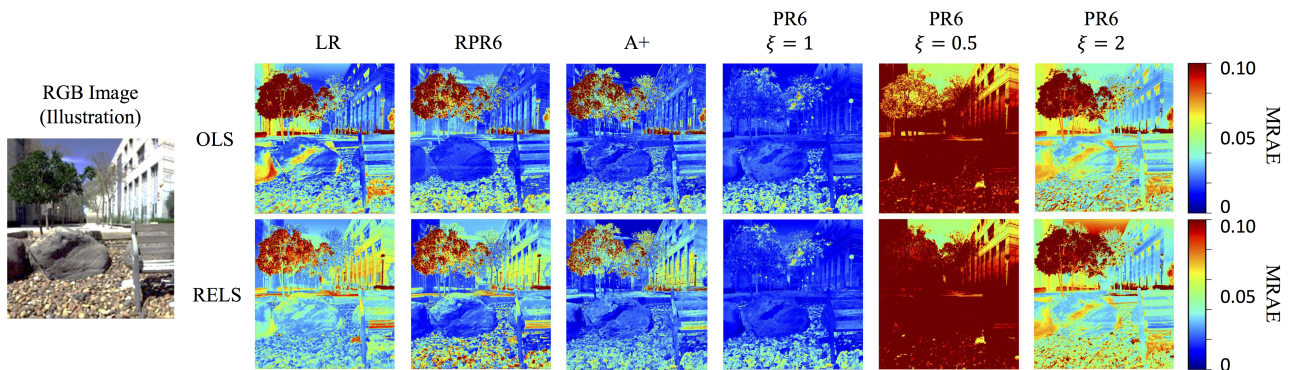 LR
RPR6
A+
PR6
ξ = 1
PR6
ξ = 0.5
PR6
ξ = 2
RGB Image
(Illustration)
OLS
RELS
0.10
0.05
0
MRAE
0.10
0.05
0
MRAE